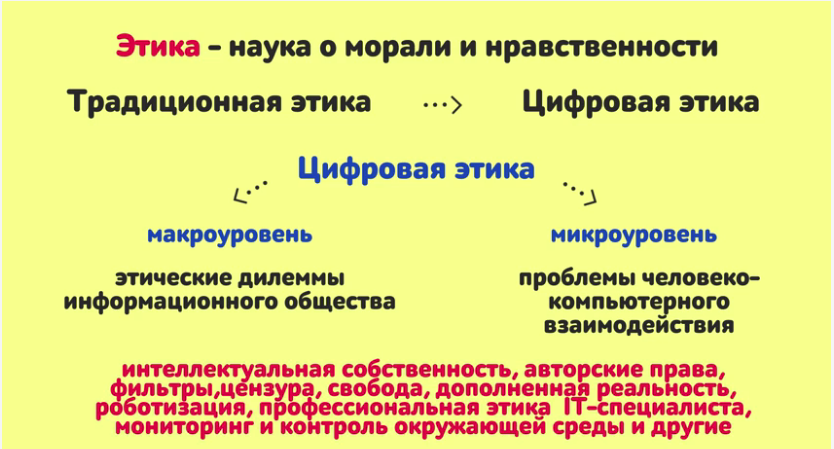 Этика - наука о морали и нравственности
Традиционная этика Цифровая этика
Цифровая этика
макроуровень
этические дилеммы
информационного общества
микроуровень
проблемы человеко-
компьютерного
взаимодействия
интеллектуальная собственность, авторские права,
фильтры,цензура, свобода, дополненная реальность,
роботизация, профессиональная этика IT-специалиста,
мониторинг и контроль окружающей среды и другие